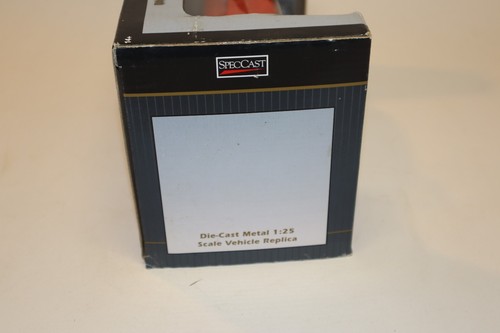 SPECCAST
Die-Cast Metal 1:25
Scale Vehicle Replica